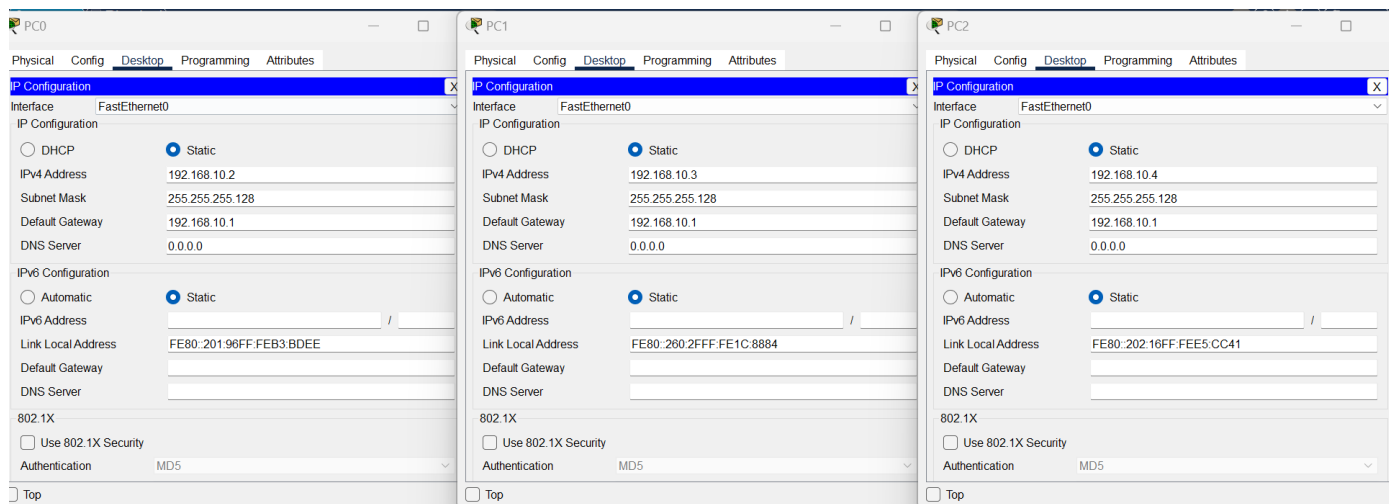 PC0
Physical Config Desktop Programming Attributes
IP Configuration X
Interface FastEthernet0
IP Configuration
DHCP Static
IPv4 Address 192.168.10.2
Subnet Mask 255.255.255.128
Default Gateway 192.168.10.1
DNS Server 0.0.0.0
IPv6 Configuration
Automatic Static
IPv6 Address /
Link Local Address FE80::201:96FF:FEB3:BDEE
Default Gateway
DNS Server
802.1X
Use 802.1X Security
Authentication MD5
Top
PC1
Physical Config Desktop Programming Attributes
IP Configuration X
Interface FastEthernet0
IP Configuration
DHCP Static
IPv4 Address 192.168.10.3
Subnet Mask 255.255.255.128
Default Gateway 192.168.10.1
DNS Server 0.0.0.0
IPv6 Configuration
Automatic Static
IPv6 Address /
Link Local Address FE80::260:2FFF:FE1C:8884
Default Gateway
DNS Server
802.1X
Use 802.1X Security
Authentication MD5
Top
PC2
Physical Config Desktop Programming Attributes
IP Configuration X
Interface FastEthernet0
IP Configuration
DHCP Static
IPv4 Address 192.168.10.4
Subnet Mask 255.255.255.128
Default Gateway 192.168.10.1
DNS Server 0.0.0.0
IPv6 Configuration
Automatic Static
IPv6 Address /
Link Local Address FE80::202:16FF:FEE5:CC41
Default Gateway
DNS Server
802.1X
Use 802.1X Security
Authentication MD5
Top